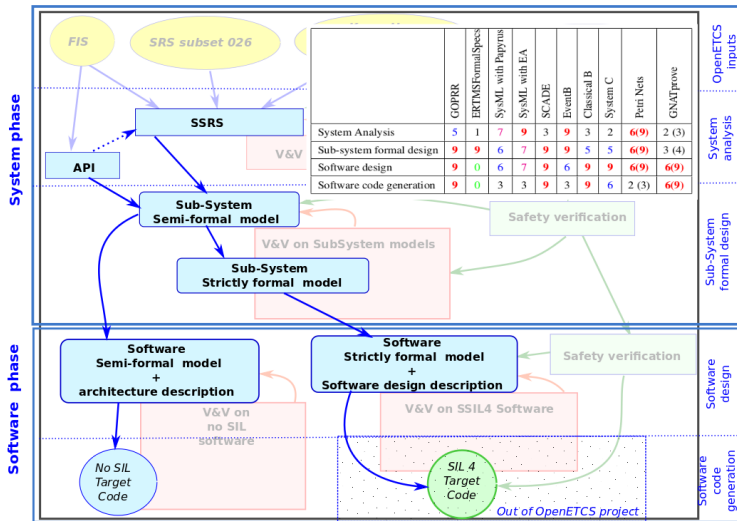 FIS
SRS subset 026
OpenETCS
inputs
GOPRR
ERTMSFormalSpecs
SysML with Papyrus
SysML with EA
SCADE
EventB
Classical B
System C
Petri Nets
GNATprove
System Analysis 5 1 7 9 3 9 3 2 6(9) 2 (3)
Sub-system formal design 9 9 6 7 9 9 5 5 6(9) 3 (4)
Software design 9 0 6 7 9 6 9 9 6(9) 6(9)
Software code generation 9 0 3 3 9 3 9 6 2 (3) 6(9)
System phase
SSRS
V&V
API
System
analysis
Sub-System
Semi-formal model
Safety verification
V&V on SubSystem models
Sub-System
Strictly formal model
Sub-System
formal design
Software phase
Software
Semi-formal model
+
architecture description
Software
Strictly formal model
+
Software design description
Safety verification
Software
design
V&V on
no SIL
software
V&V on SSIL4 Software
No SIL
Target
Code
SIL 4
Target
Code
Out of OpenETCS project
Software
code
generation